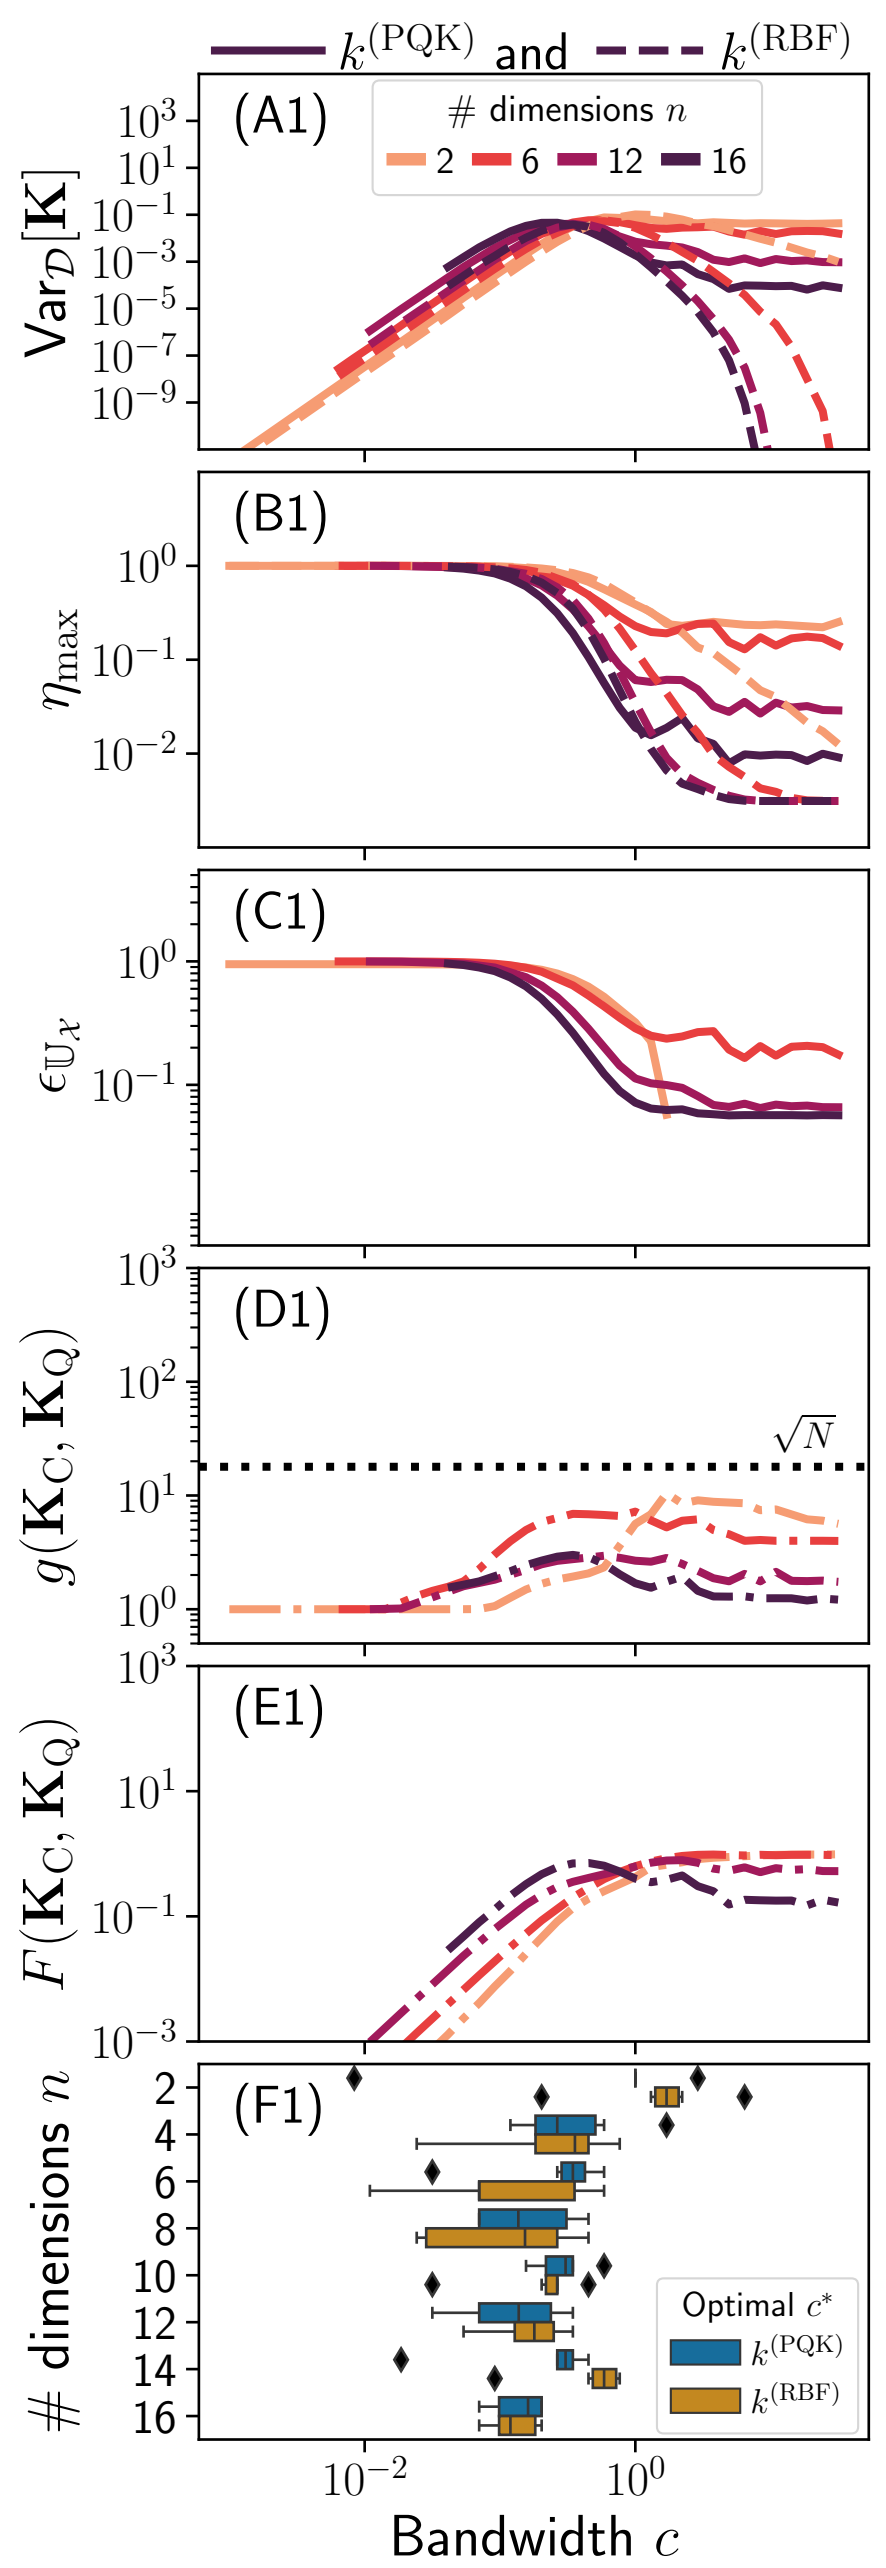 k^(PQK) and k^(RBF)
(A1)
# dimensions n
2 6 12 16
Var_𝒟[K]
10^3
10^1
10^−1
10^−3
10^−5
10^−7
10^−9
(B1)
η_max
10^0
10^−1
10^−2
(C1)
ϵ_𝕌_𝒳
10^0
10^−1
(D1)
g(K_C, K_Q)
10^3
10^2
10^1
10^0
√N
(E1)
F(K_C, K_Q)
10^3
10^1
10^−1
10^−3
(F1)
# dimensions n
2
4
6
8
10
12
14
16
Optimal c*
k^(PQK)
k^(RBF)
10^−2 10^0
Bandwidth c